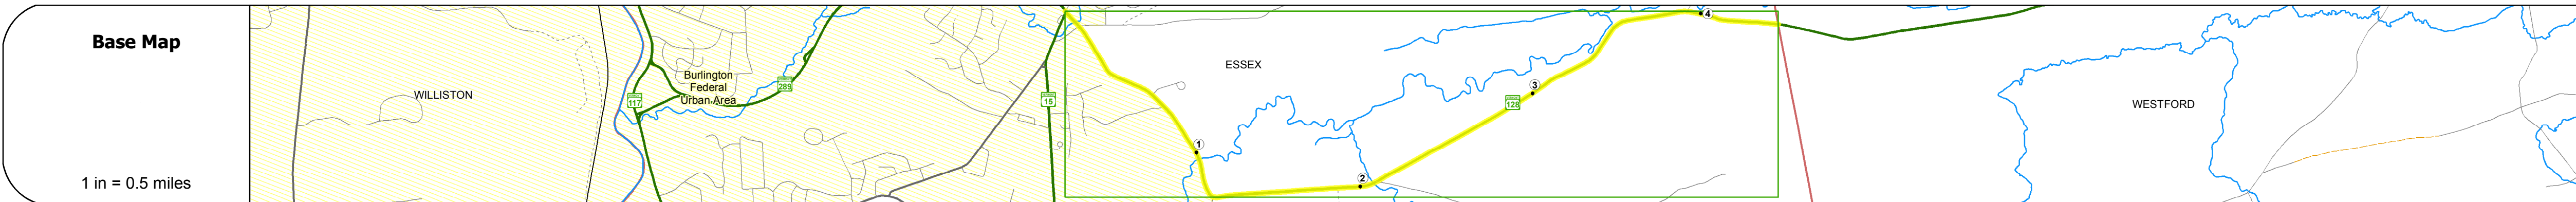 Base Map
1 in = 0.5 miles
WILLISTON
117
Burlington
Federal
Urban Area
289
15
ESSEX
1
2
3
128
4
WESTFORD